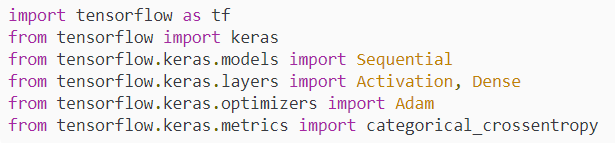 import tensorflow as tf
from tensorflow import keras
from tensorflow.keras.models import Sequential
from tensorflow.keras.layers import Activation, Dense
from tensorflow.keras.optimizers import Adam
from tensorflow.keras.metrics import categorical_crossentropy